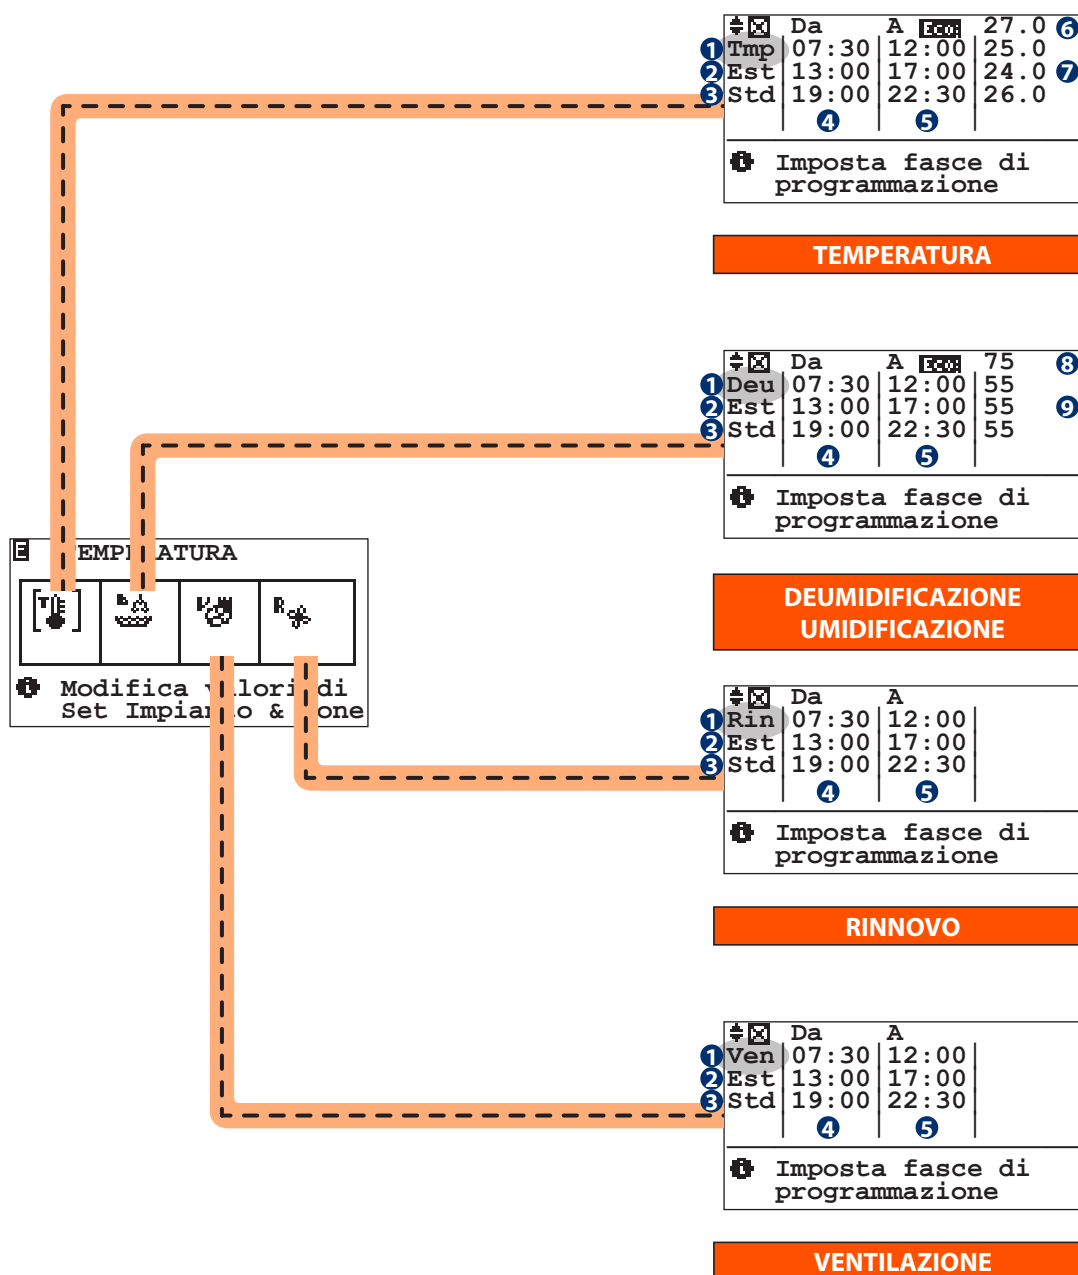 Da A ECO 27.0 6
1 Tmp 07:30 12:00 25.0
2 Est 13:00 17:00 24.0 7
3 Std 19:00 22:30 26.0
4 5
Imposta fasce di
programmazione
TEMPERATURA
Da A ECO 75 8
1 Deu 07:30 12:00 55
2 Est 13:00 17:00 55 9
3 Std 19:00 22:30 55
4 5
Imposta fasce di
programmazione
DEUMIDIFICAZIONE
UMIDIFICAZIONE
E
T
R
Modifica di
Set &
Da A
1 Rin 07:30 12:00
2 Est 13:00 17:00
3 Std 19:00 22:30
4 5
Imposta fasce di
programmazione
RINNOVO
Da A
1 Ven 07:30 12:00
2 Est 13:00 17:00
3 Std 19:00 22:30
4 5
Imposta fasce di
programmazione
VENTILAZIONE